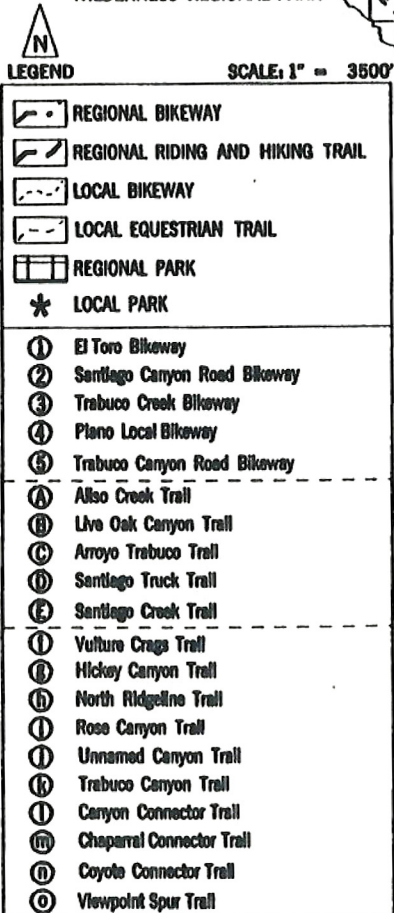 WILDERNESS REGIONAL PARK
N
LEGEND SCALE: 1" = 3500'
REGIONAL BIKEWAY
REGIONAL RIDING AND HIKING TRAIL
LOCAL BIKEWAY
LOCAL EQUESTRIAN TRAIL
REGIONAL PARK
LOCAL PARK
1 El Toro Bikeway
2 Santiago Canyon Road Bikeway
3 Trabuco Creek Bikeway
4 Plano Local Bikeway
5 Trabuco Canyon Road Bikeway
A Aliso Creek Trail
B Live Oak Canyon Trail
C Arroyo Trabuco Trail
D Santiago Truck Trail
E Santiago Creek Trail
f Vulture Crags Trail
g Hickey Canyon Trail
h North Ridgeline Trail
i Rose Canyon Trail
j Unnamed Canyon Trail
k Trabuco Canyon Trail
l Canyon Connector Trail
m Chaparral Connector Trail
n Coyote Connector Trail
o Viewpoint Spur Trail